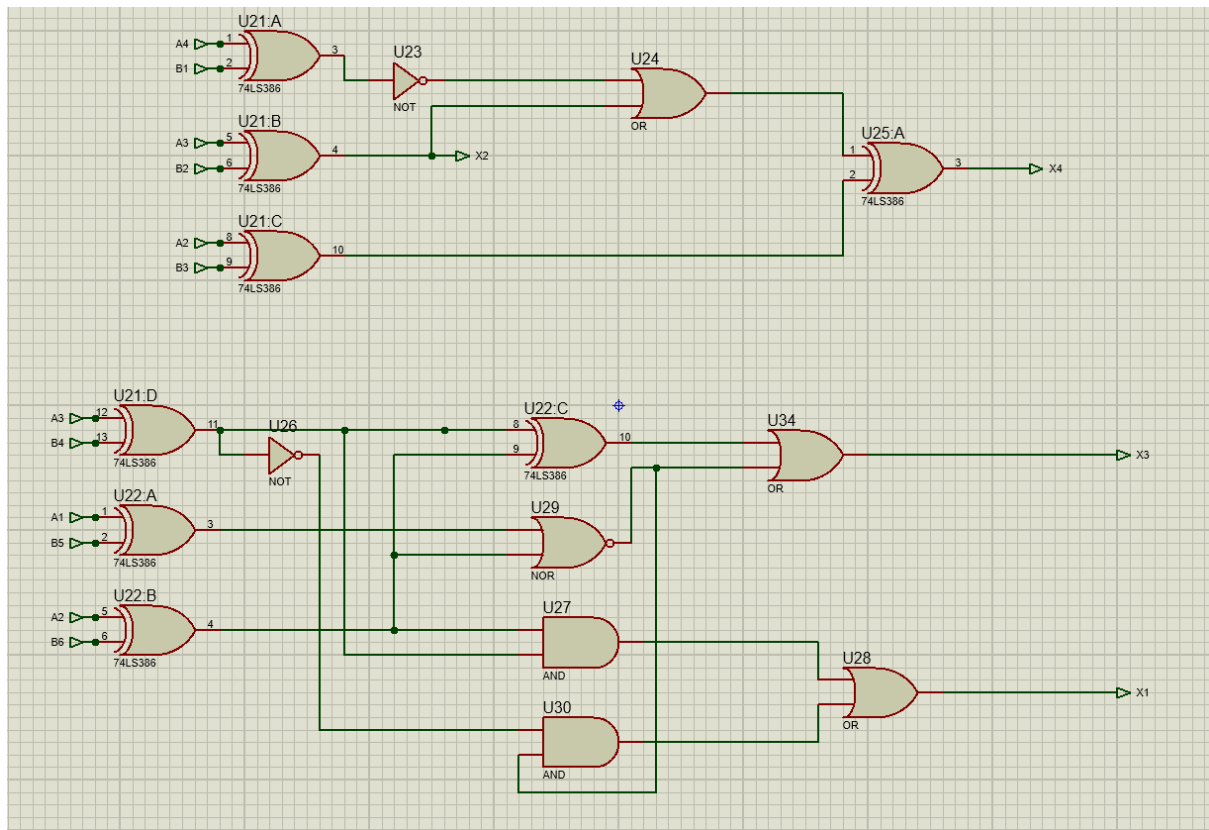 U21:A
A4 1
3
B1 2
74LS386
U23
NOT
U24
OR
U21:B
A3 5
4
X2
B2 6
74LS386
U25:A
1
3
X4
2
74LS386
U21:C
A2 8
10
B3 9
74LS386
U21:D
A3 12
11
B4 13
74LS386
U26
NOT
U22:C
8
10
9
74LS386
U34
X3
OR
U22:A
A1 1
3
B5 2
74LS386
U29
NOR
U22:B
A2 5
4
B6 6
74LS386
U27
AND
U28
X1
OR
U30
AND